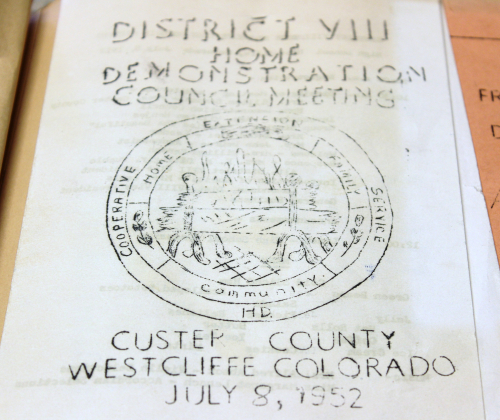 DISTRICT VIII
HOME
DEMONSTRATION
COUNCIL MEETING
COOPERATIVE EXTENSION SERVICE
H.D.
Home Family
Community
CUSTER COUNTY
WESTCLIFFE COLORADO
JULY 8, 1952
FR
D